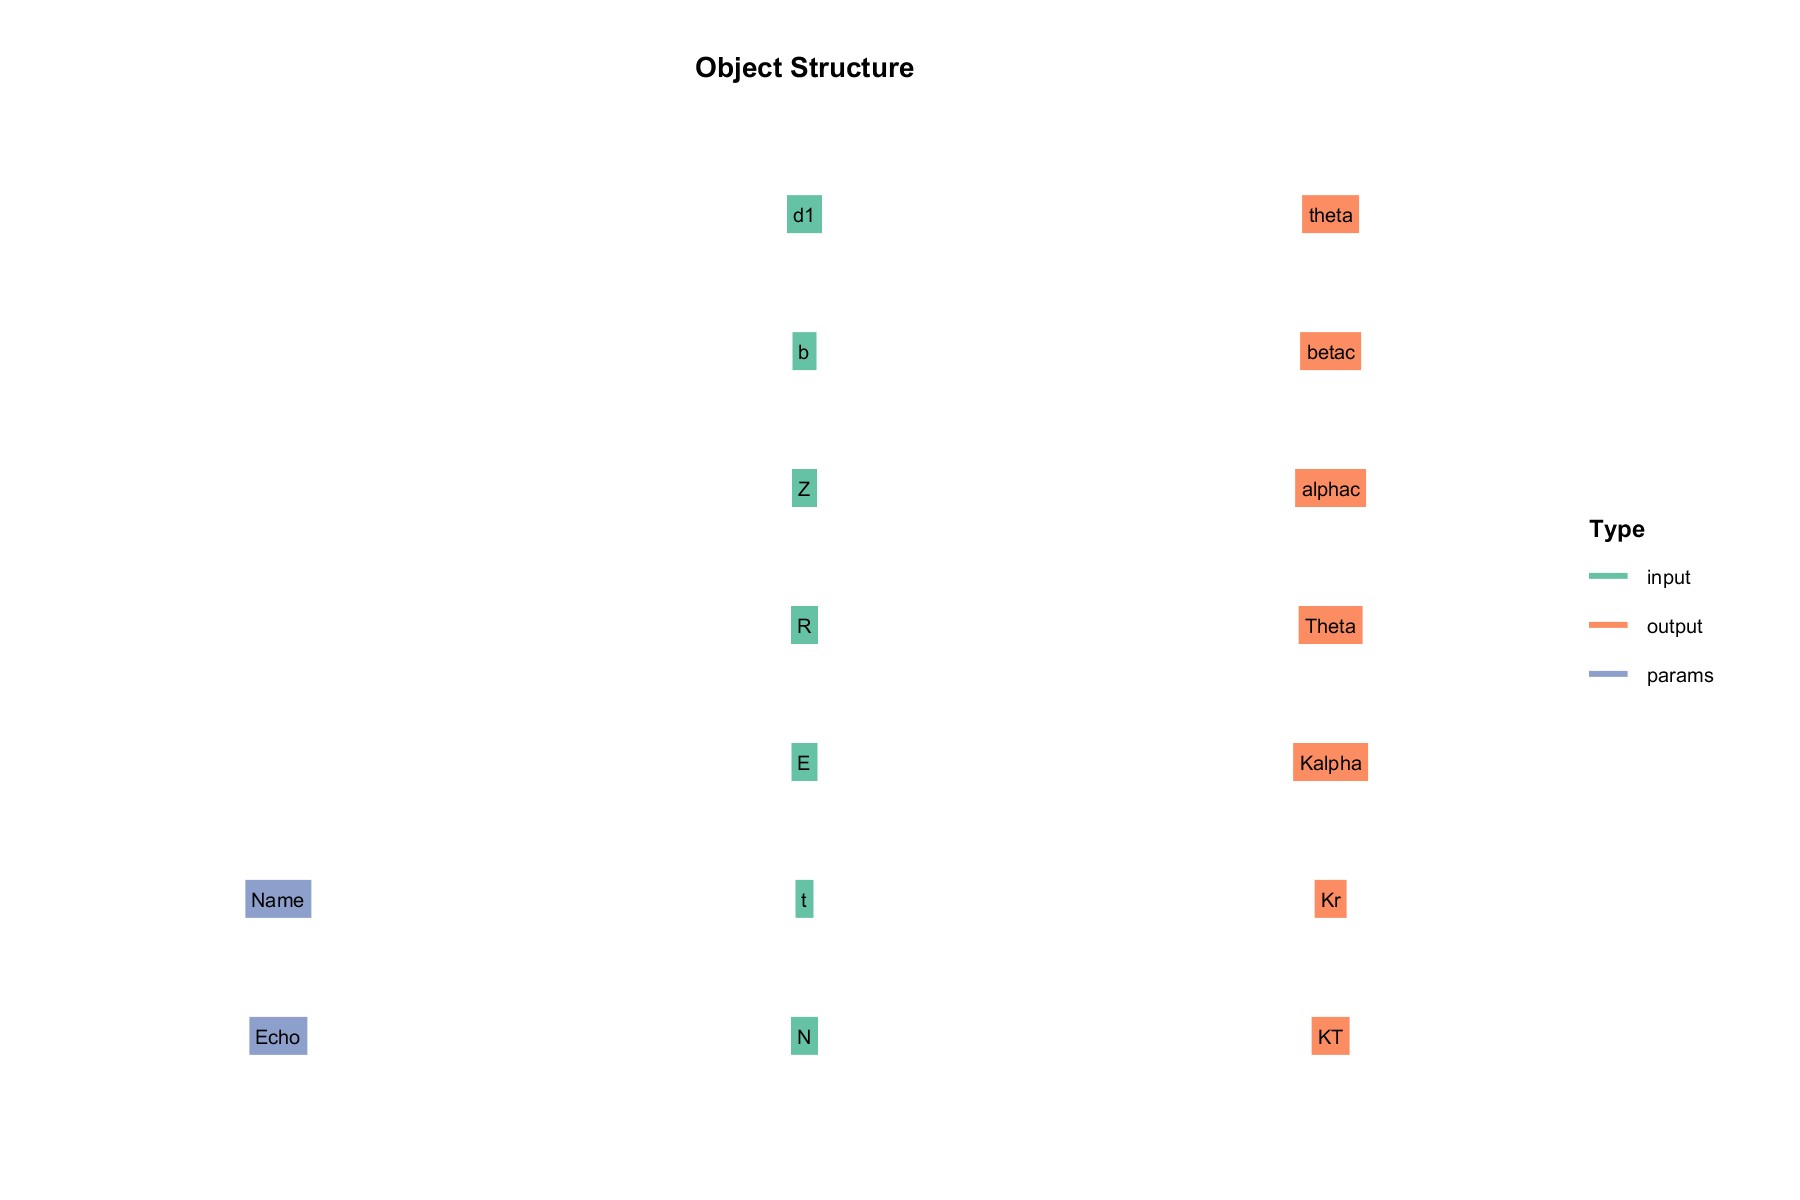 Object Structure
d1
theta
b
betac
Z
alphac
Type
input
R
Theta
output
params
E
Kalpha
Name
t
Kr
Echo
N
KT